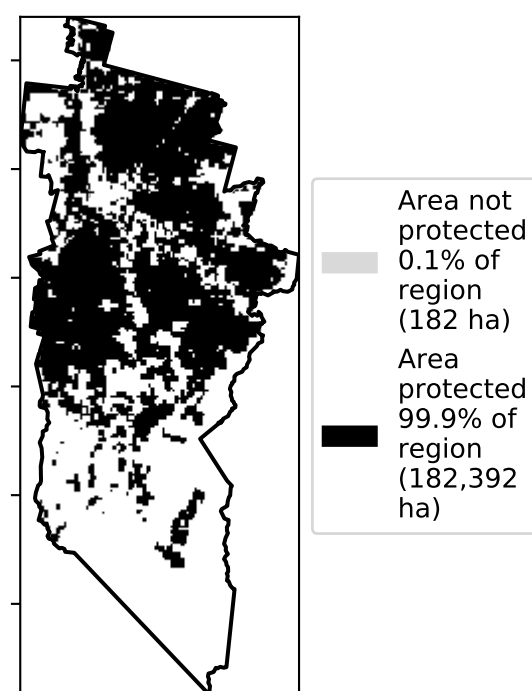 Area not
protected
0.1% of
region
(182 ha)
Area
protected
99.9% of
region
(182,392
ha)